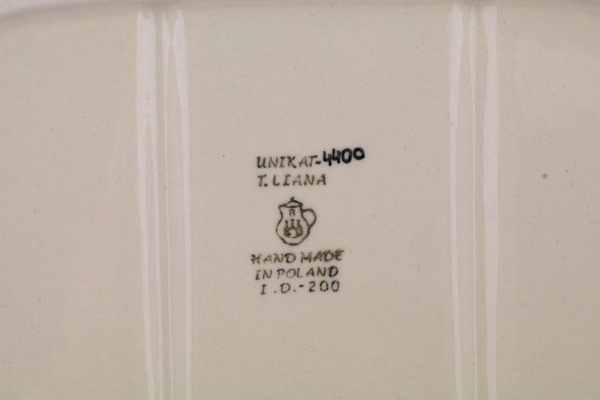 UNIKAT-4400
T. LIANA
A
HAND MADE
IN POLAND
I.D.-200